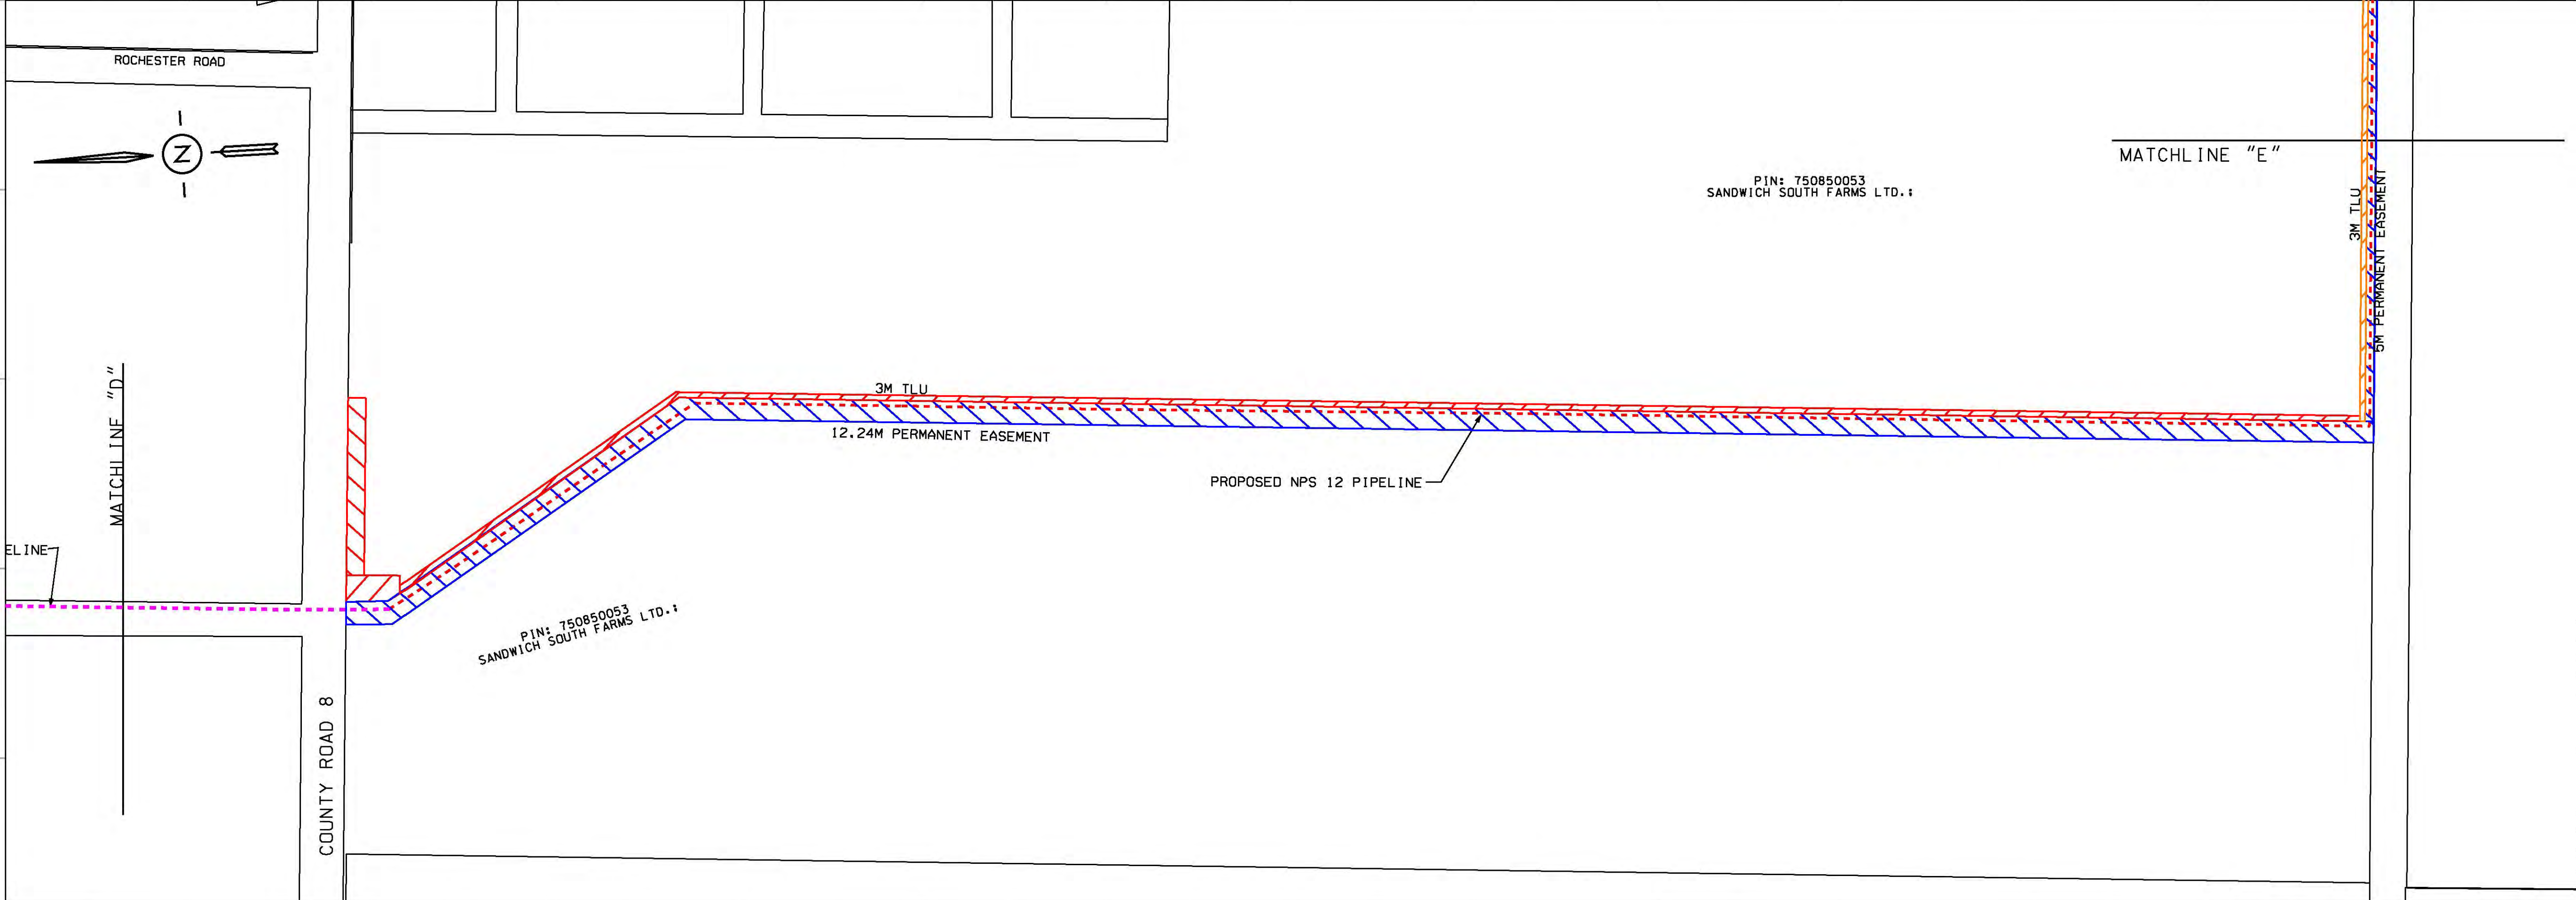 ROCHESTER ROAD
N
MATCHLINE "E"
PIN: 750850053
SANDWICH SOUTH FARMS LTD.;
3M TLU
5M PERMANENT EASEMENT
MATCHLINE "D"
3M TLU
12.24M PERMANENT EASEMENT
PROPOSED NPS 12 PIPELINE
ELINE
PIN: 750850053
SANDWICH SOUTH FARMS LTD.;
COUNTY ROAD 8